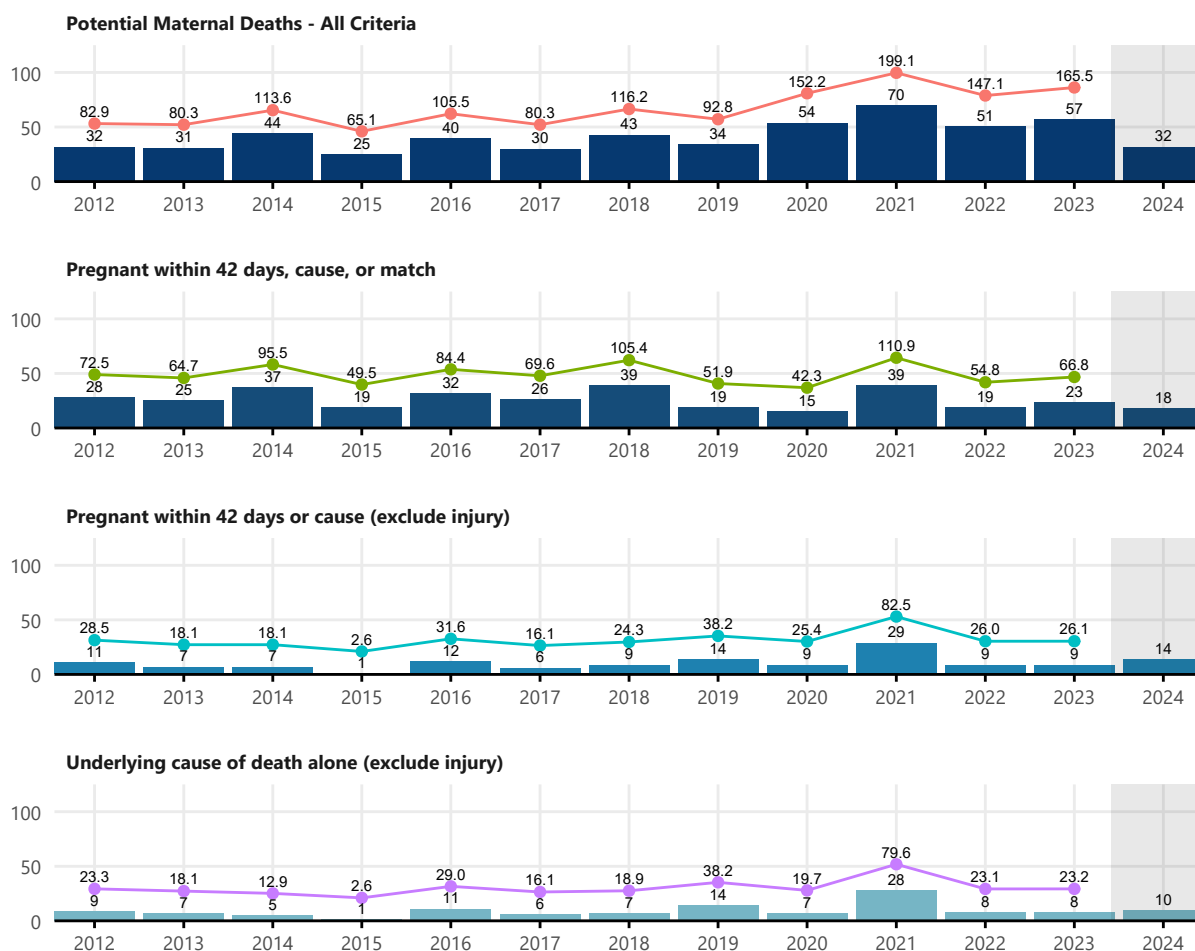 Potential Maternal Deaths - All Criteria
100
50
0
82.9 80.3 113.6 65.1 105.5 80.3 116.2 92.8 152.2 199.1 147.1 165.5
32 31 44 25 40 30 43 34 54 70 51 57 32
2012 2013 2014 2015 2016 2017 2018 2019 2020 2021 2022 2023 2024
Pregnant within 42 days, cause, or match
100
50
0
72.5 64.7 95.5 49.5 84.4 69.6 105.4 51.9 42.3 110.9 54.8 66.8
28 25 37 19 32 26 39 19 15 39 19 23 18
2012 2013 2014 2015 2016 2017 2018 2019 2020 2021 2022 2023 2024
Pregnant within 42 days or cause (exclude injury)
100
50
0
28.5 18.1 18.1 2.6 31.6 16.1 24.3 38.2 25.4 82.5 26.0 26.1
11 7 7 1 12 6 9 14 9 29 9 9 14
2012 2013 2014 2015 2016 2017 2018 2019 2020 2021 2022 2023 2024
Underlying cause of death alone (exclude injury)
100
50
0
23.3 18.1 12.9 2.6 29.0 16.1 18.9 38.2 19.7 79.6 23.1 23.2
9 7 5 1 11 6 7 14 7 28 8 8 10
2012 2013 2014 2015 2016 2017 2018 2019 2020 2021 2022 2023 2024